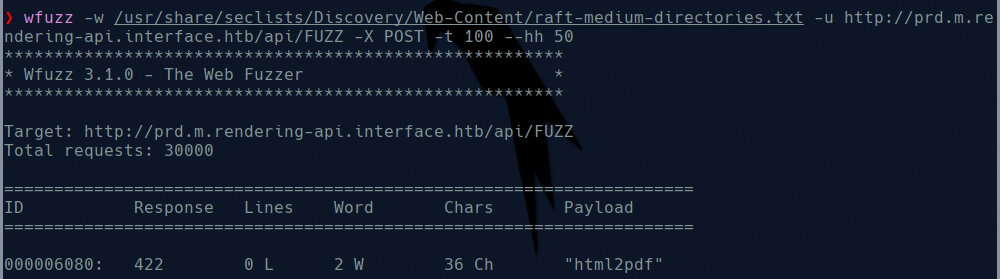 ❯ wfuzz -w /usr/share/seclists/Discovery/Web-Content/raft-medium-directories.txt -u http://prd.m.re
ndering-api.interface.htb/api/FUZZ -X POST -t 100 --hh 50
********************************************************
* Wfuzz 3.1.0 - The Web Fuzzer                         *
********************************************************
Target: http://prd.m.rendering-api.interface.htb/api/FUZZ
Total requests: 30000
=====================================================================
ID           Response   Lines    Word       Chars       Payload
=====================================================================
000006080:   422        0 L      2 W        36 Ch       "html2pdf"